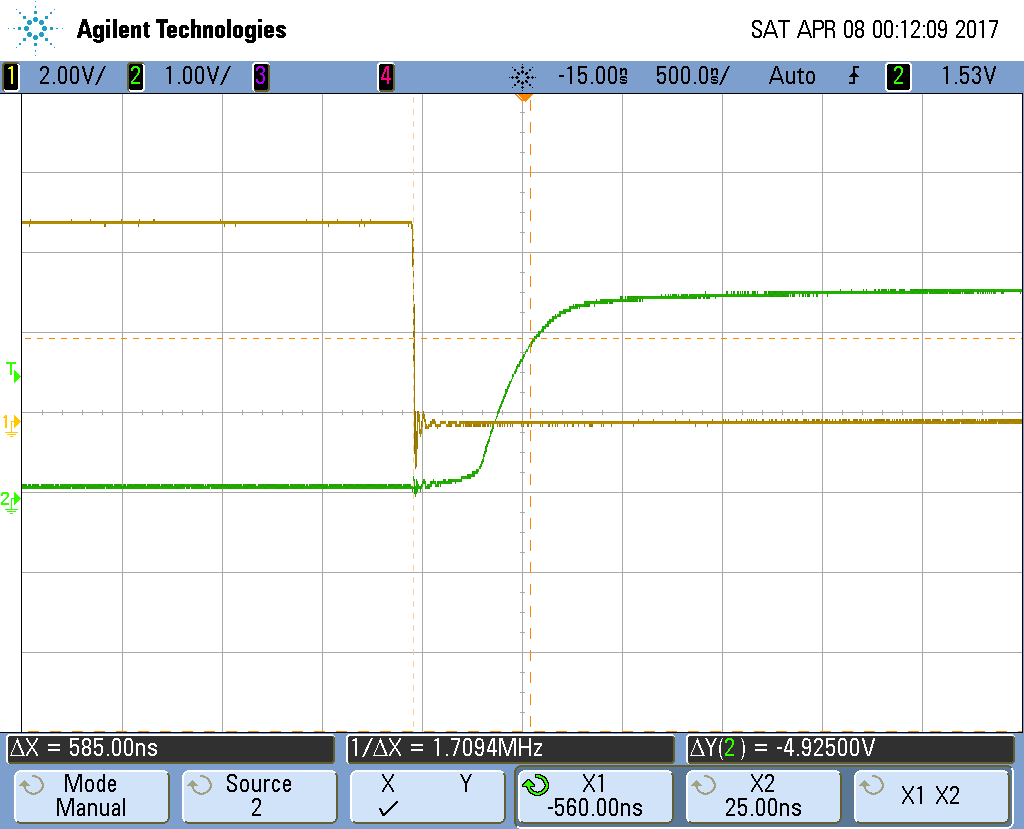 Agilent Technologies SAT APR 08 00:12:09 2017
1 2.00V/ 2 1.00V/ 3 4 -15.00s 500.0s/ Auto 2 1.53V
T
1
2
ΔX = 585.00ns 1/ΔX = 1.7094MHz ΔY(2) = -4.92500V
Mode Source X Y X1 X2 X1 X2
Manual 2 ✓ -560.00ns 25.00ns